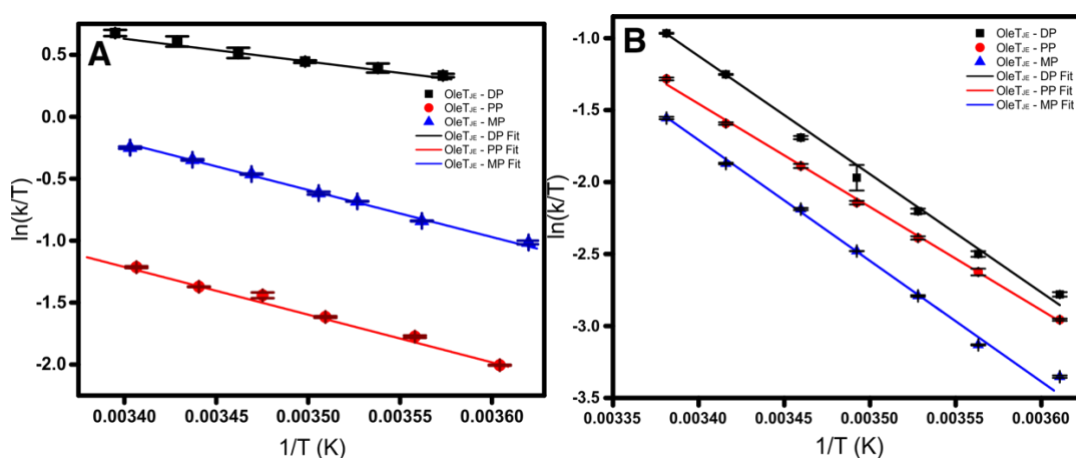 A
OleTJE - DP
OleTJE - PP
OleTJE - MP
OleTJE - DP Fit
OleTJE - PP Fit
OleTJE - MP Fit
ln(k/T)
0.5
0.0
-0.5
-1.0
-1.5
-2.0
0.00340
0.00345
0.00350
0.00355
0.00360
1/T (K)
B
OleTJE - DP
OleTJE - PP
OleTJE - MP
OleTJE - DP Fit
OleTJE - PP Fit
OleTJE - MP Fit
ln(k/T)
-1.0
-1.5
-2.0
-2.5
-3.0
-3.5
0.00335
0.00340
0.00345
0.00350
0.00355
0.00360
1/T (K)